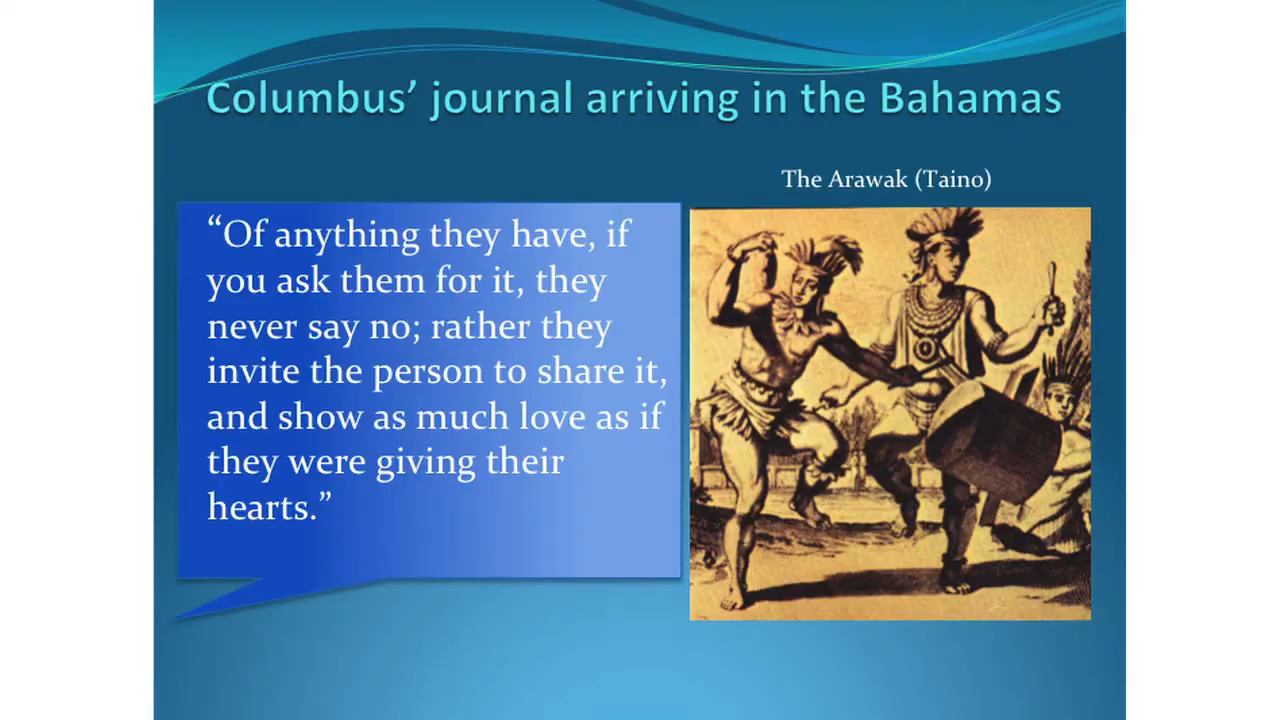 Columbus’ journal arriving in the Bahamas
The Arawak (Taino)
“Of anything they have, if
you ask them for it, they
never say no; rather they
invite the person to share it,
and show as much love as if
they were giving their
hearts.”